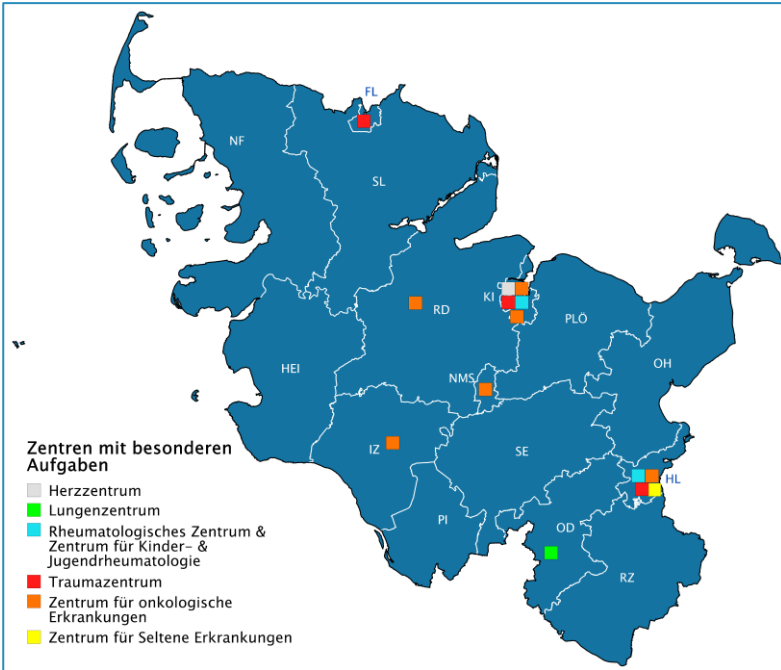 FL
NF
SL
KI
RD
PLÖ
OH
HEI
NMS
IZ
SE
HL
PI
OD
RZ
Zentren mit besonderen
Aufgaben
Herzzentrum
Lungenzentrum
Rheumatologisches Zentrum &
Zentrum für Kinder- &
Jugendrheumatologie
Traumazentrum
Zentrum für onkologische
Erkrankungen
Zentrum für Seltene Erkrankungen